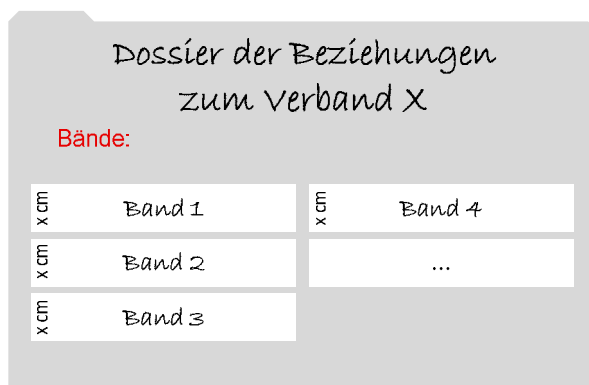 Dossier der Beziehungen
zum Verband X
Bände:
x cm Band 1
x cm Band 2
x cm Band 3
x cm Band 4
...